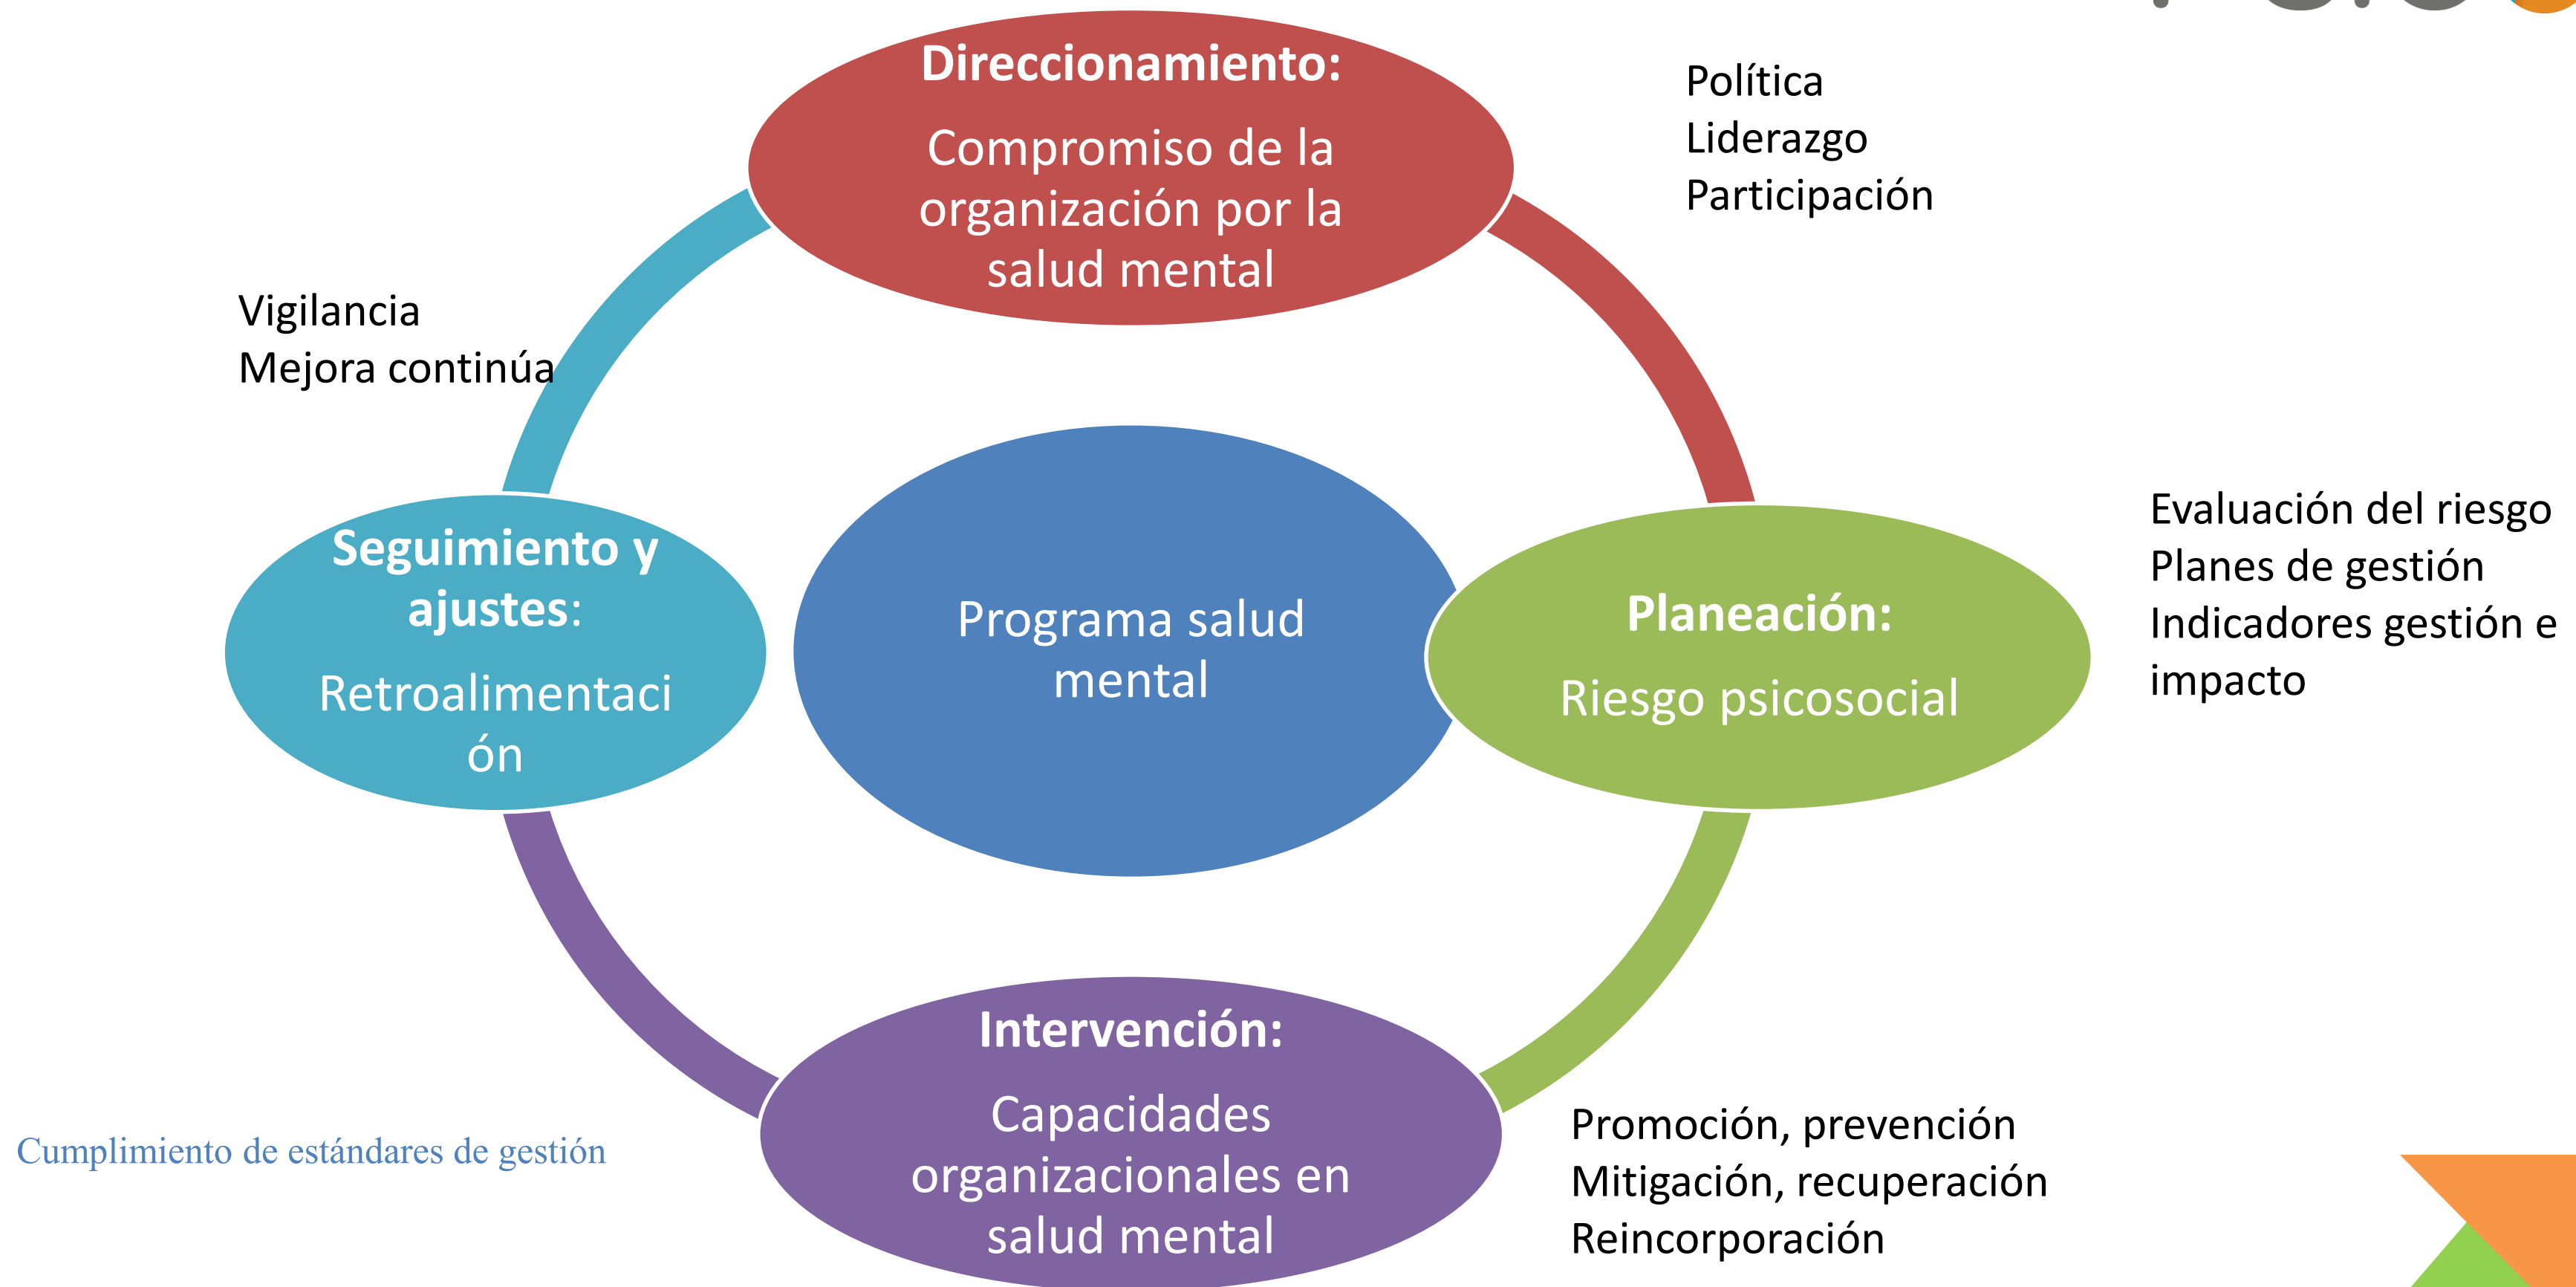 Direccionamiento:
Compromiso de la
organización por la
salud mental
Política
Liderazgo
Participación
Vigilancia
Mejora continúa
Seguimiento y
ajustes:
Retroalimentaci
ón
Programa salud
mental
Planeación:
Riesgo psicosocial
Evaluación del riesgo
Planes de gestión
Indicadores gestión e
impacto
Intervención:
Capacidades
organizacionales en
salud mental
Promoción, prevención
Mitigación, recuperación
Reincorporación
Cumplimiento de estándares de gestión